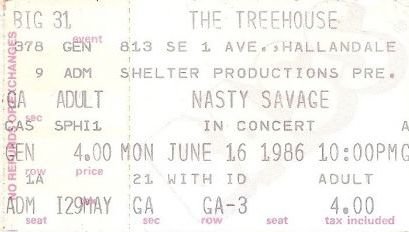 BIG 31 THE TREEHOUSE
378 event GEN 813 SE 1 AVE., HALLANDALE
9 ADM SHELTER PRODUCTIONS PRE.
GA ADULT NASTY SAVAGE
sec
CAS SPHI1 IN CONCERT A
GEN 4.00 MON JUNE 16 1986 10:00PM G
row price
1A 21 WITH ID ADULT
ADM I29MAY GA GA-3 4.00
seat sec row seat tax included
NO REFUNDS OR EXCHANGES